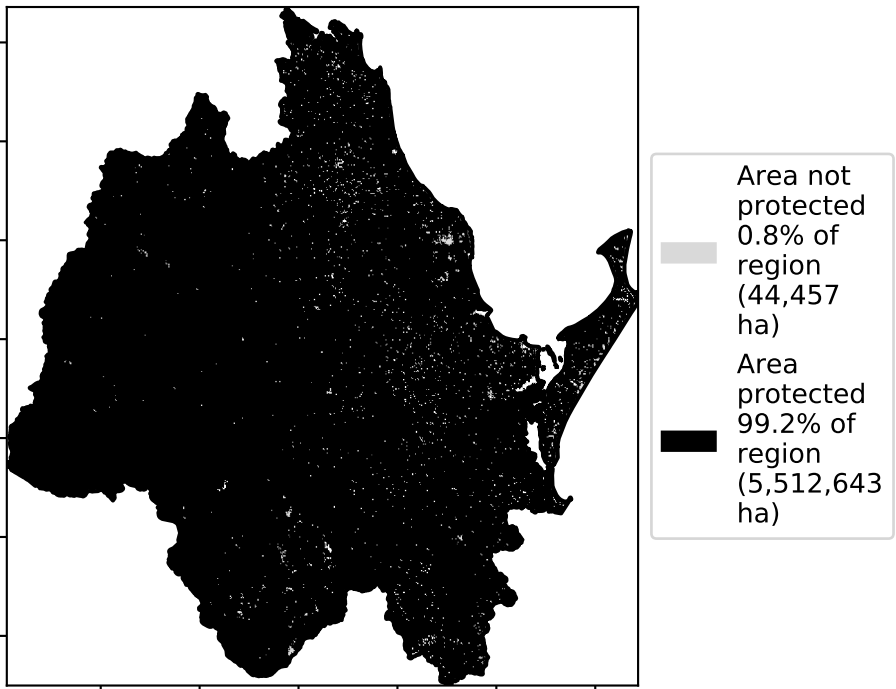 Area not
protected
0.8% of
region
(44,457
ha)
Area
protected
99.2% of
region
(5,512,643
ha)